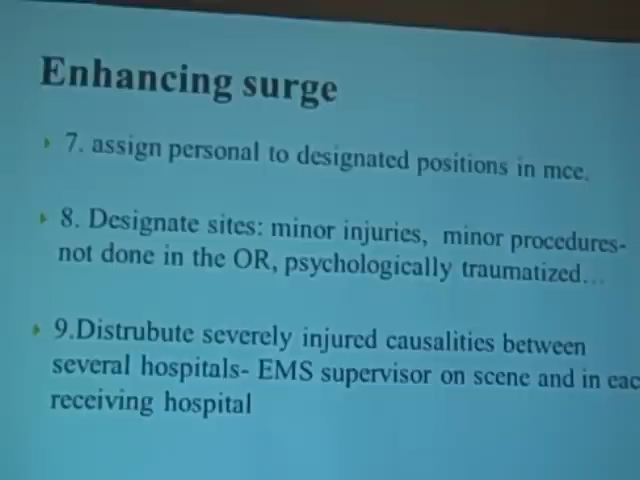 Enhancing surge
7. assign personal to designated positions in mce.
8. Designate sites: minor injuries, minor procedures-
not done in the OR, psychologically traumatized...
9.Distrubute severely injured causalities between
several hospitals- EMS supervisor on scene and in eac
receiving hospital